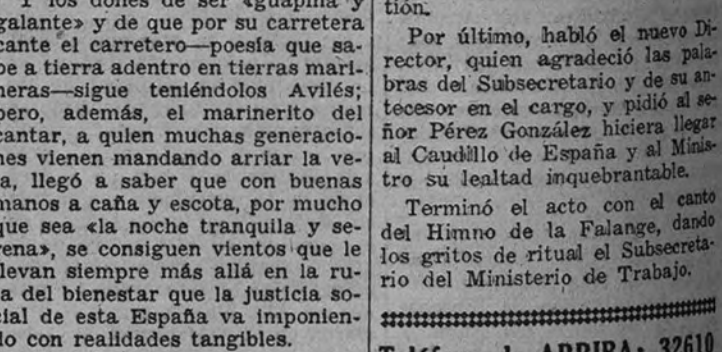 Y los dones de ser «guapina y
galante» y de que por su carretera
cante el carretero—poesía que sa-
be a tierra adentro en tierras mari-
neras—sigue teniéndolos Avilés;
pero, además, el marinerito del
cantar, a quien muchas generacio-
nes vienen mandando arriar la ve-
la, llegó a saber que con buenas
manos a caña y escota, por mucho
que sea «la noche tranquila y se-
rena», se consiguen vientos que le
llevan siempre más allá en la ru-
ta del bienestar que la justicia so-
cial de esta España va imponien-
do con realidades tangibles.
tión.
Por último, habló el nuevo Di-
rector, quien agradeció las pala-
bras del Subsecretario y de su an-
tecesor en el cargo, y pidió al se-
ñor Pérez González hiciera llegar
al Caudillo de España y al Minis-
tro su lealtad inquebrantable.
Terminó el acto con el canto
del Himno de la Falange, dando
los gritos de ritual el Subsecreta-
rio del Ministerio de Trabajo.
ARRIBA: 32610